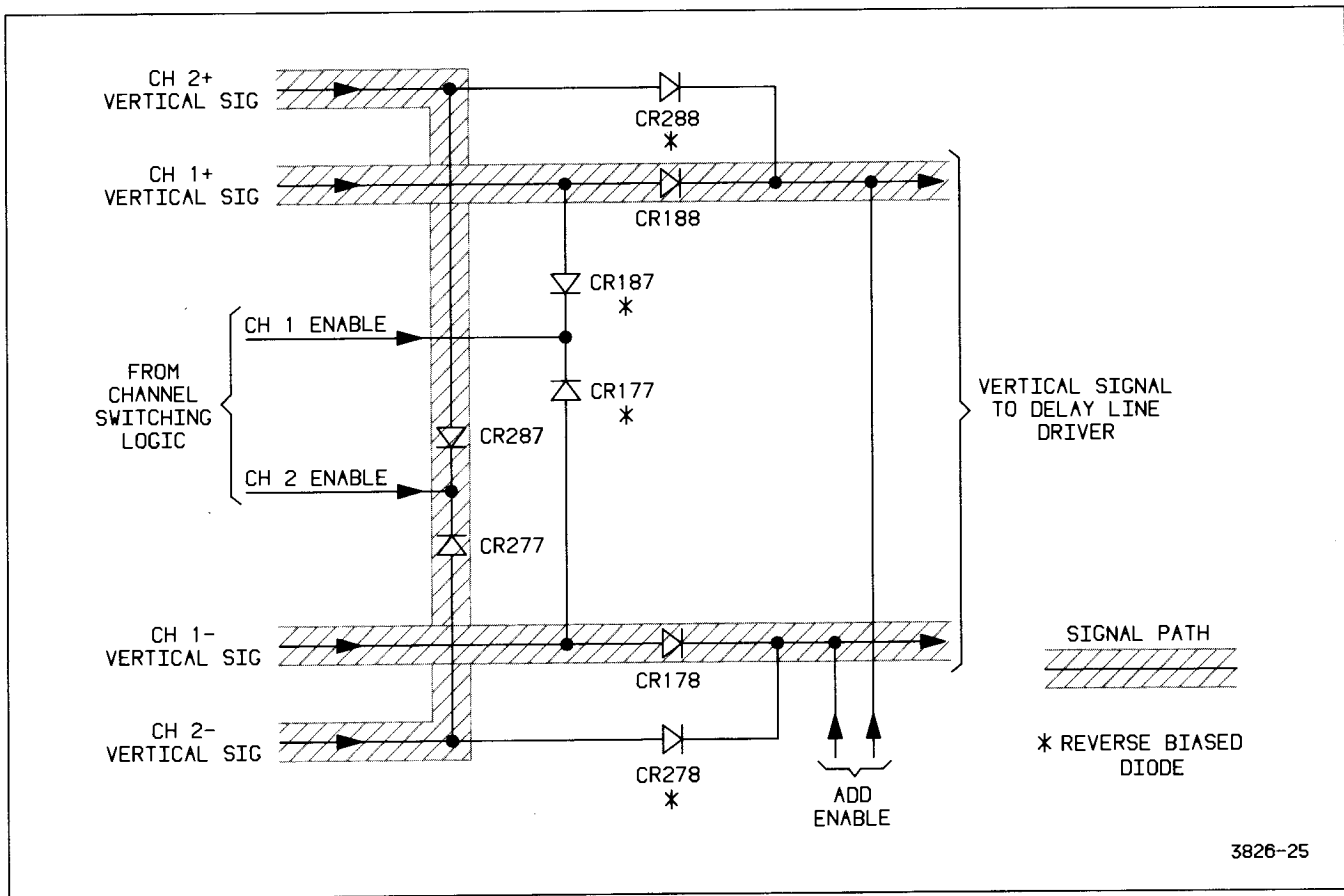 CH 2+
VERTICAL SIG
CR288
*
CH 1+
VERTICAL SIG
CR188
CR187
*
CH 1 ENABLE
FROM
CHANNEL
SWITCHING
LOGIC
CR177
*
VERTICAL SIGNAL
TO DELAY LINE
DRIVER
CR287
CH 2 ENABLE
CR277
CH 1-
VERTICAL SIG
CR178
SIGNAL PATH
CH 2-
VERTICAL SIG
CR278
*
ADD
ENABLE
* REVERSE BIASED
DIODE
3826-25